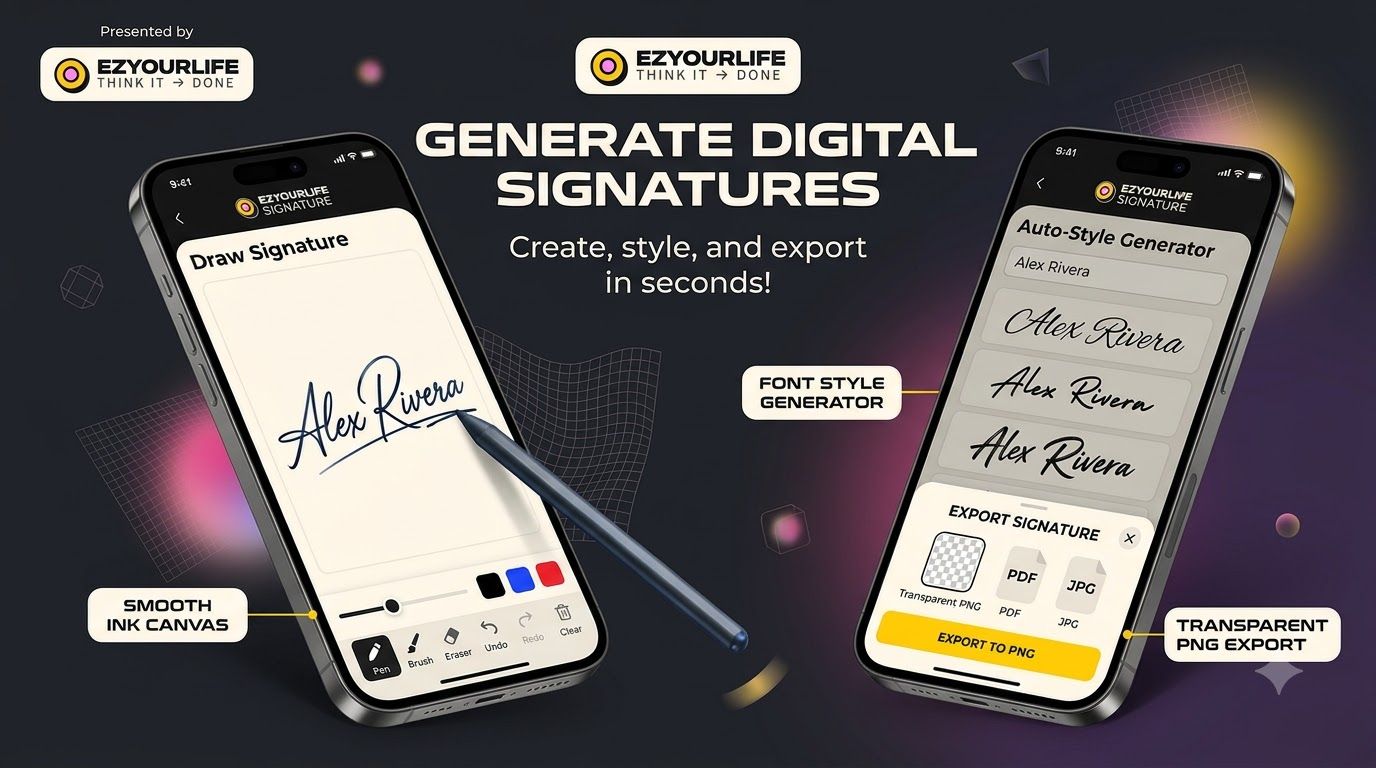 Presented by
EZYOURLIFE
THINK IT → DONE
EZYOURLIFE
THINK IT → DONE
GENERATE DIGITAL
SIGNATURES
Create, style, and export
in seconds!
9:41
EZYOURLIFE
SIGNATURE
Draw Signature
Alex Rivera
Pen
Brush
Eraser
Undo
Redo
Clear
SMOOTH
INK CANVAS
FONT STYLE
GENERATOR
9:41
EZYOURLIFE
SIGNATURE
Auto-Style Generator
Alex Rivera
Alex Rivera
Alex Rivera
Alex Rivera
EXPORT SIGNATURE
PDF
JPG
Transparent PNG
PDF
JPG
EXPORT TO PNG
TRANSPARENT
PNG EXPORT